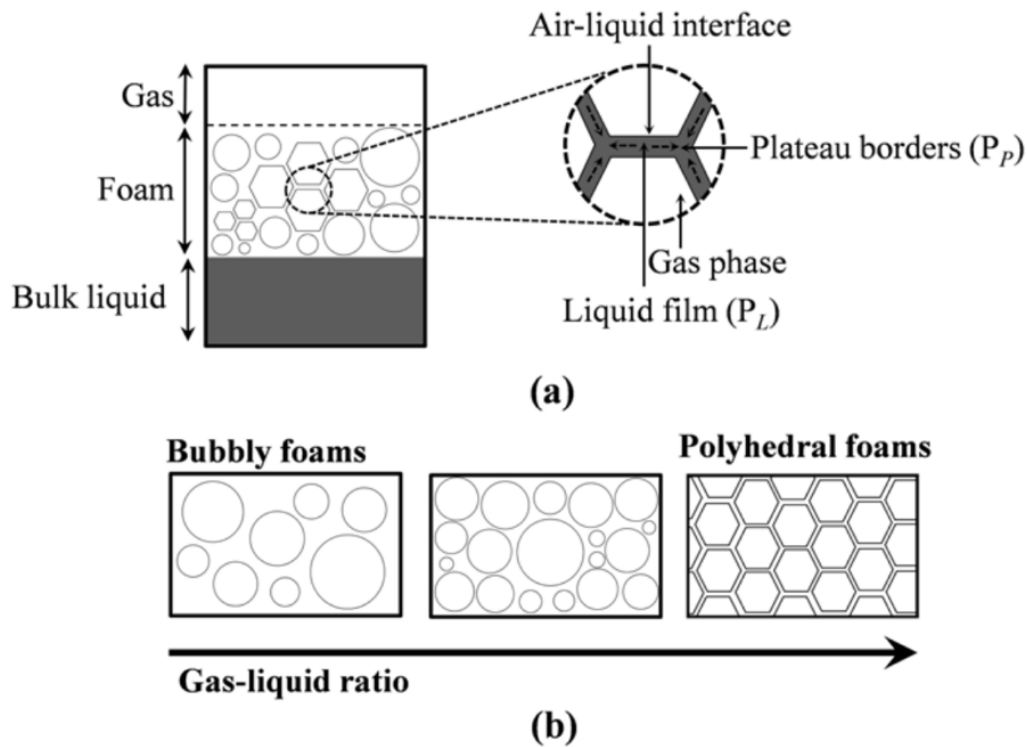 Air-liquid interface
Gas
Foam
Plateau borders (P_P)
Gas phase
Bulk liquid
Liquid film (P_L)
(a)
Bubbly foams
Polyhedral foams
Gas-liquid ratio
(b)